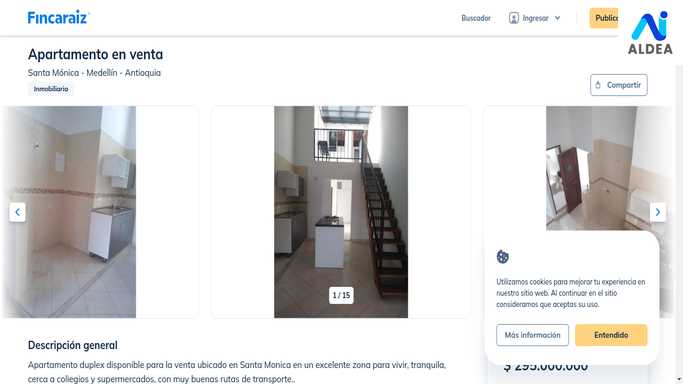 Fincaraiz
Buscador
Ingresar
Public
ALDEA
Apartamento en venta
Santa Mónica - Medellín - Antioquia
Inmobiliario
Compartir
1 / 15
Utilizamos cookies para mejorar tu experiencia en
nuestro sitio web. Al continuar en el sitio
consideramos que aceptas su uso.
Más información
Entendido
$ 295.000.000
Descripción general
Apartamento duplex disponible para la venta ubicado en Santa Monica en un excelente zona para vivir, tranquila,
cerca a coliegios y supermercados, con muy buenas rutas de transporte..